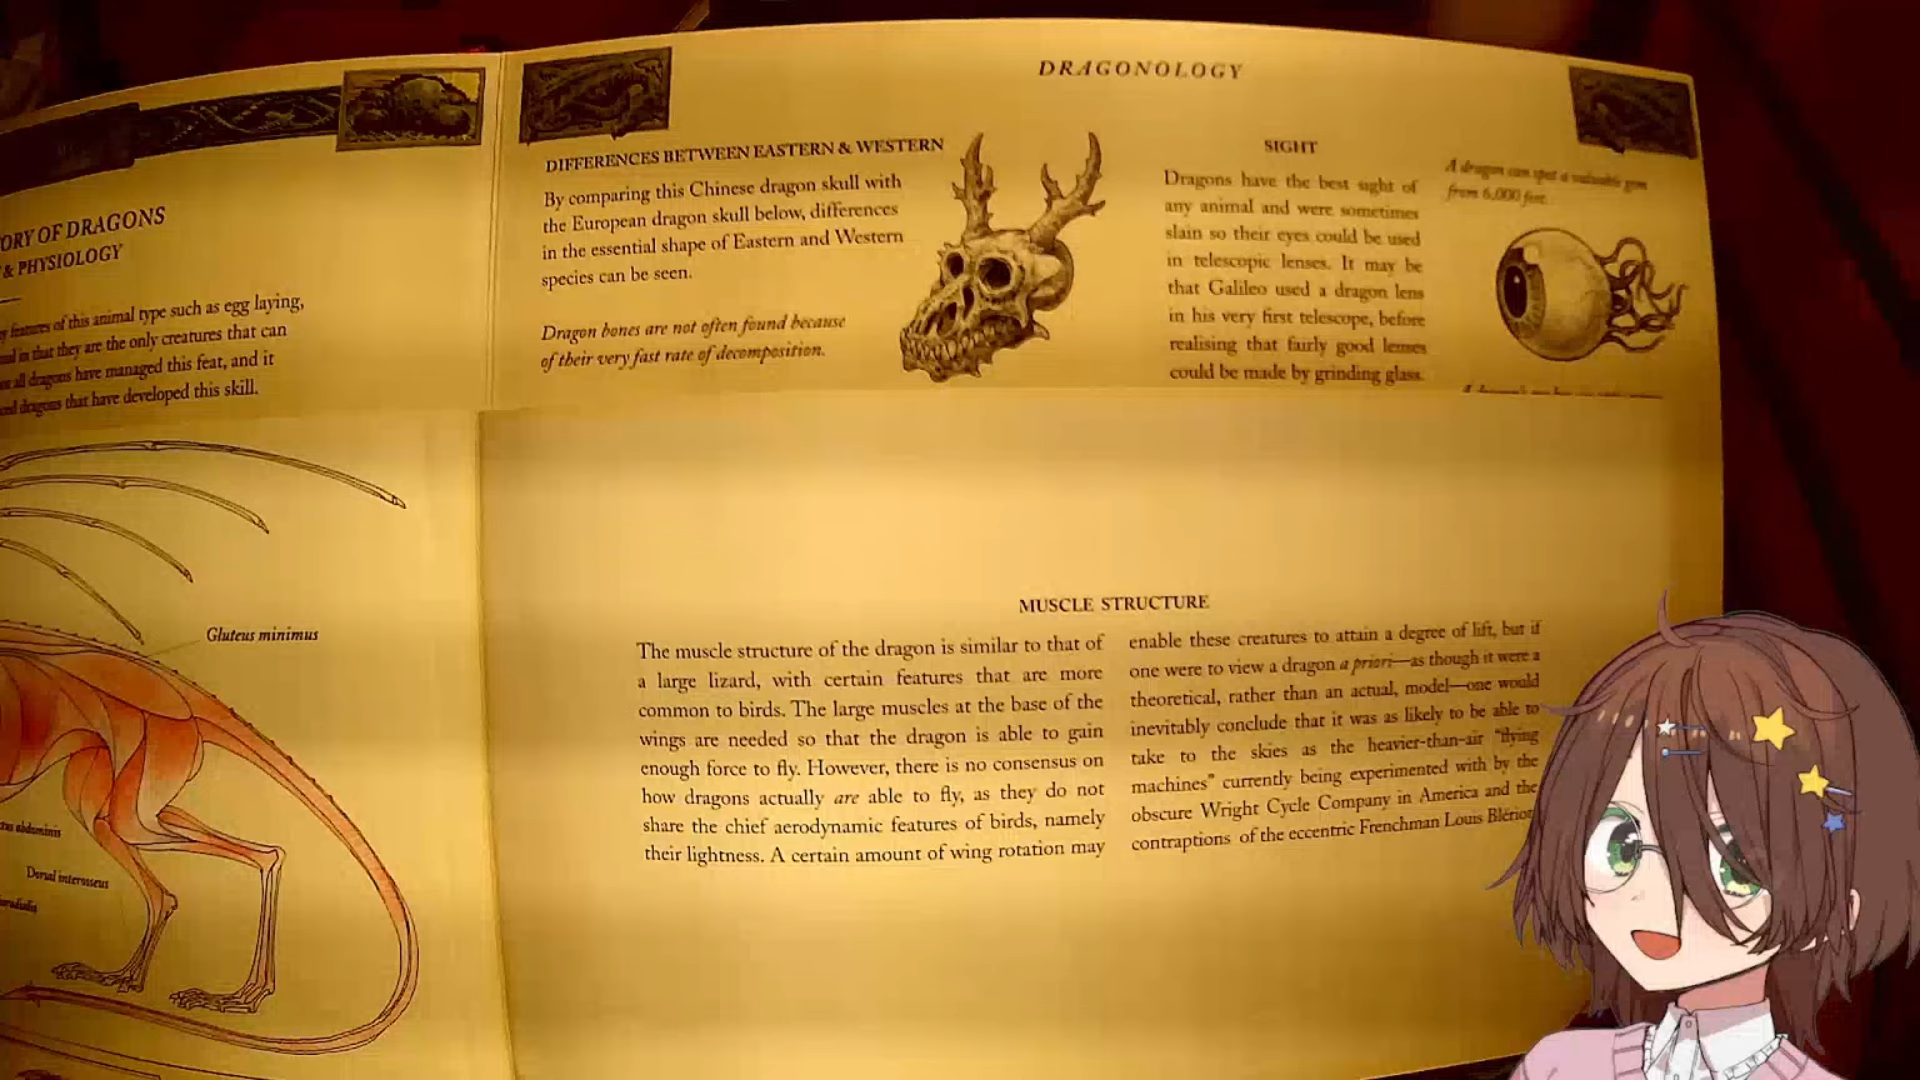 DRAGONOLOGY
ORY OF DRAGONS
& PHYSIOLOGY
features of this animal type such as egg laying,
in that they are the only creatures that can
all dragons have managed this feat, and it
dragons that have developed this skill.
Gluteus minimus
abdominis
Dorsal interosseus
DIFFERENCES BETWEEN EASTERN & WESTERN
By comparing this Chinese dragon skull with
the European dragon skull below, differences
in the essential shape of Eastern and Western
species can be seen.
Dragon bones are not often found because
of their very fast rate of decomposition.
SIGHT
Dragons have the best sight of
any animal and were sometimes
slain so their eyes could be used
in telescopic lenses. It may be
that Galileo used a dragon lens
in his very first telescope, before
realising that fairly good lenses
could be made by grinding glass.
A dragon can spot a valuable gem
from 6,000 feet.
MUSCLE STRUCTURE
The muscle structure of the dragon is similar to that of
a large lizard, with certain features that are more
common to birds. The large muscles at the base of the
wings are needed so that the dragon is able to gain
enough force to fly. However, there is no consensus on
how dragons actually are able to fly, as they do not
share the chief aerodynamic features of birds, namely
their lightness. A certain amount of wing rotation may
enable these creatures to attain a degree of lift, but if
one were to view a dragon a priori—as though it were a
theoretical, rather than an actual, model—one would
inevitably conclude that it was as likely to be able to
take to the skies as the heavier-than-air “flying
machines” currently being experimented with by the
obscure Wright Cycle Company in America and the
contraptions of the eccentric Frenchman Louis Blériot